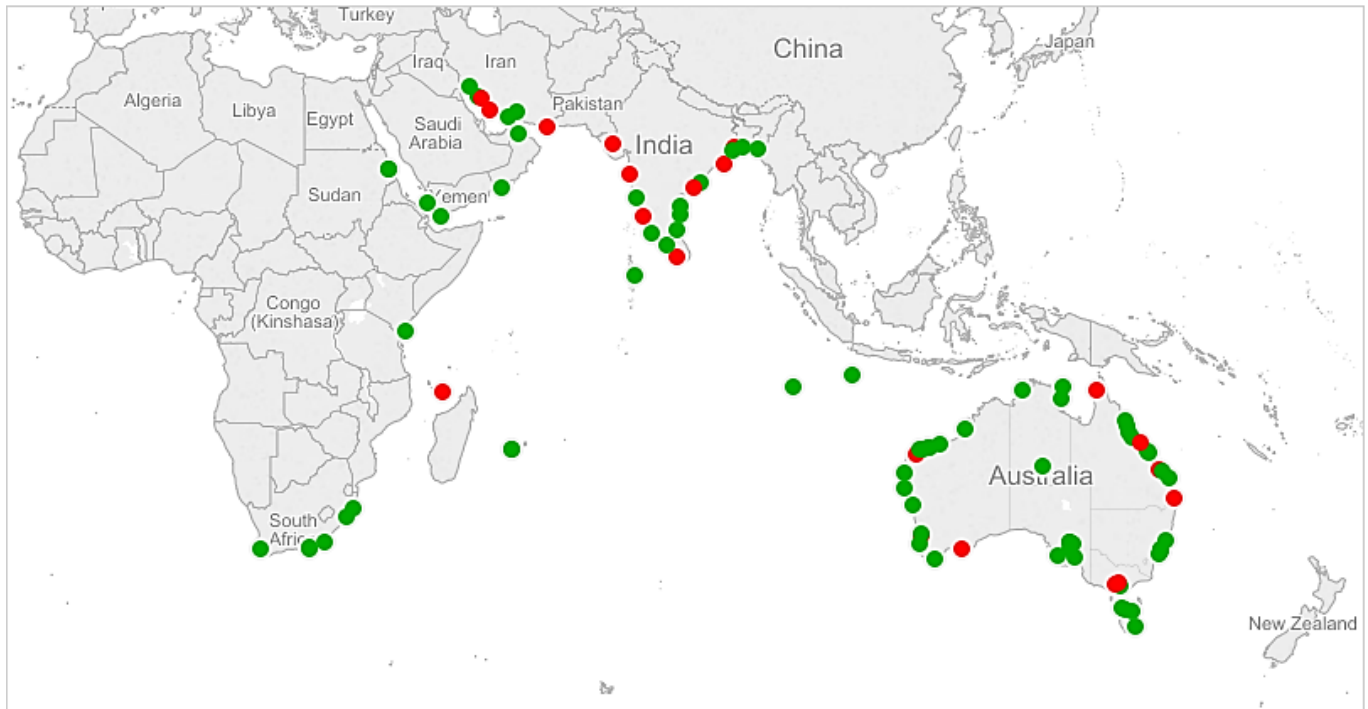 Turkey
China
Japan
Iraq
Iran
Algeria
Libya
Egypt
Pakistan
Saudi
Arabia
India
Sudan
Yemen
Congo
(Kinshasa)
Australia
South
Afric
New Zealand